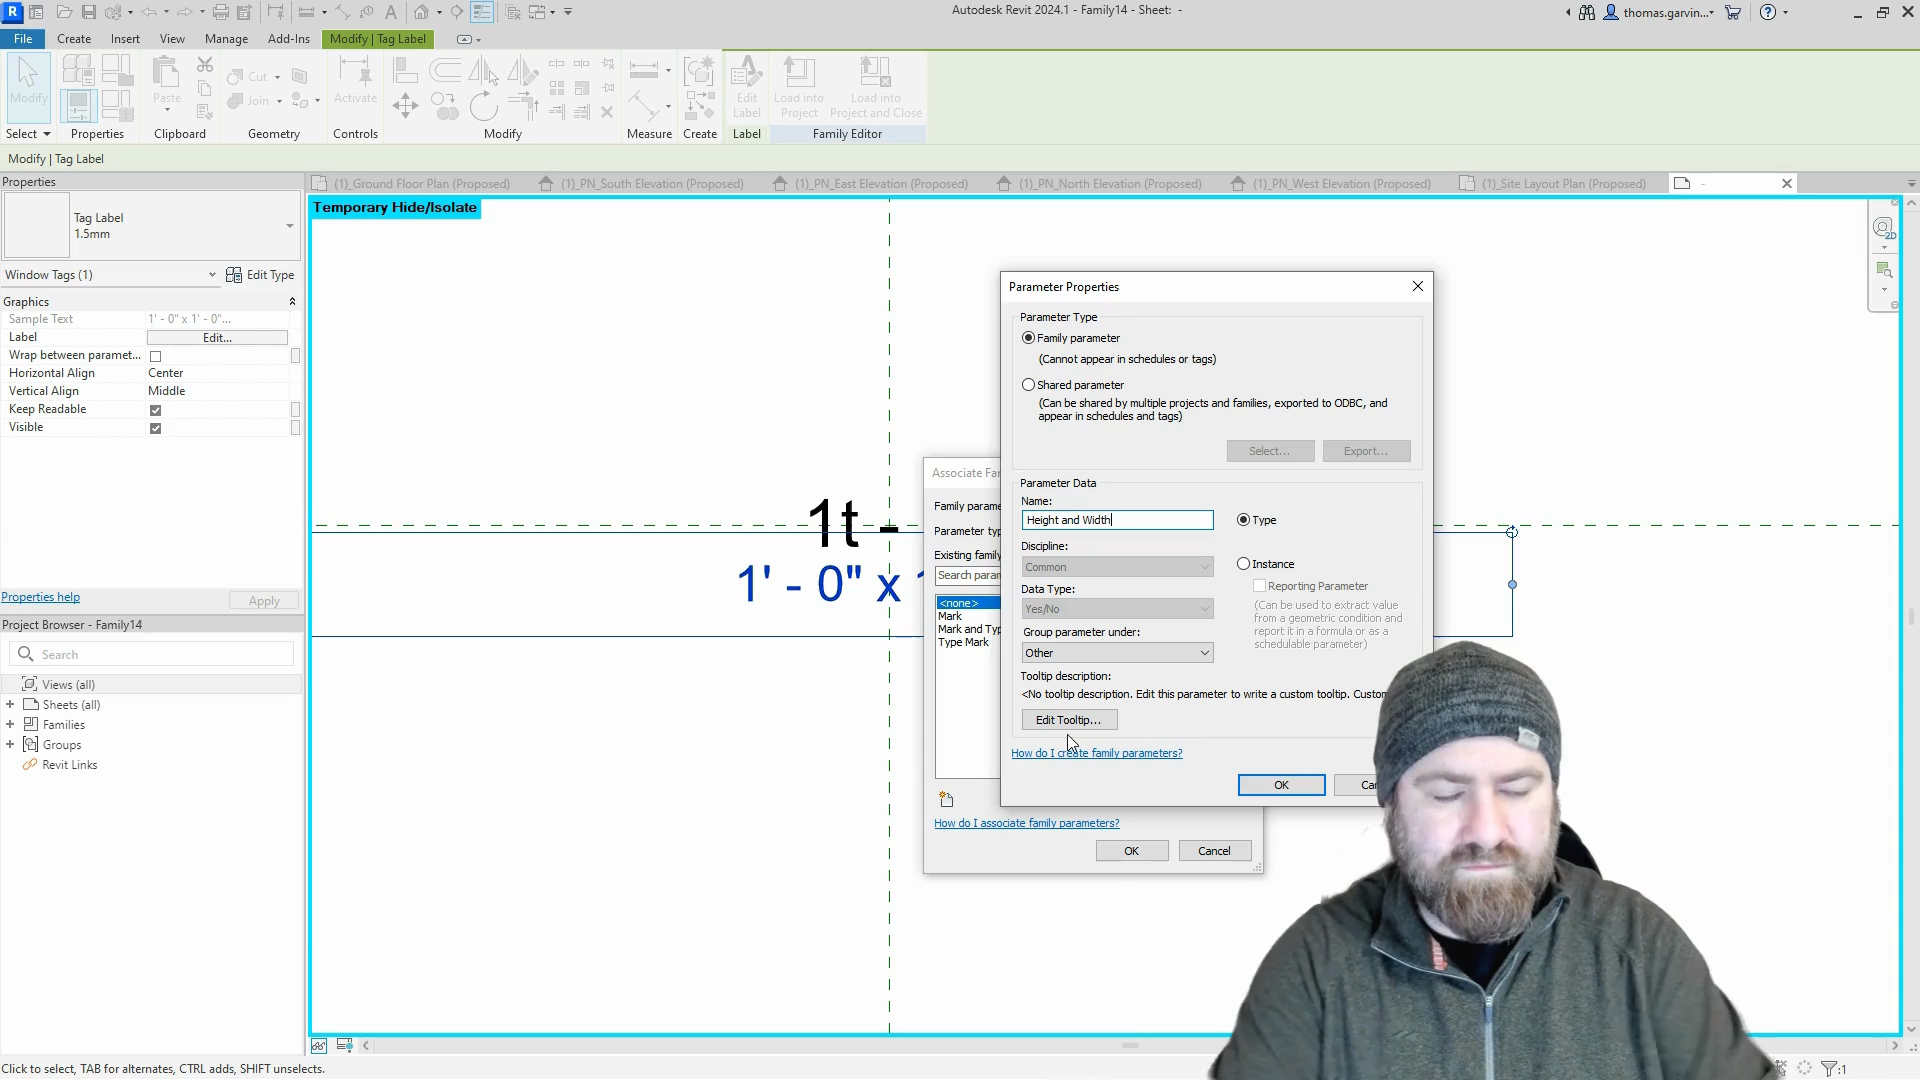 Autodesk Revit 2024.1 - Family14 - Sheet: -
thomas.garvin...
File Create Insert View Manage Add-Ins Modify | Tag Label
Modify
Paste
Cut
Join
Activate
Edit Label
Load into Project
Load into Project and Close
Select Properties Clipboard Geometry Controls Modify Measure Create Label Family Editor
Modify | Tag Label
Properties
(1)_Ground Floor Plan (Proposed) (1)_PN_South Elevation (Proposed) (1)_PN_East Elevation (Proposed) (1)_PN_North Elevation (Proposed) (1)_PN_West Elevation (Proposed) (1)_Site Layout Plan (Proposed) -
Temporary Hide/Isolate
Tag Label
1.5mm
Window Tags (1) Edit Type
Graphics
Sample Text 1' - 0" x 1' - 0"...
Label Edit...
Wrap between paramet...
Horizontal Align Center
Vertical Align Middle
Keep Readable
Visible
Properties help Apply
Project Browser - Family14
Search
Views (all)
Sheets (all)
Families
Groups
Revit Links
1t -
1' - 0" x
Associate Fa
Family parame
Parameter typ
Existing family
Search param
<none>
Mark
Mark and Typ
Type Mark
How do I associate family parameters?
OK Cancel
Parameter Properties
Parameter Type
Family parameter
(Cannot appear in schedules or tags)
Shared parameter
(Can be shared by multiple projects and families, exported to ODBC, and
appear in schedules and tags)
Select... Export...
Parameter Data
Name:
Height and Width Type
Discipline:
Common Instance
Reporting Parameter
Data Type:
Yes/No
(Can be used to extract value
from a geometric condition and
report it in a formula or as a
schedulable parameter)
Group parameter under:
Other
Tooltip description:
<No tooltip description. Edit this parameter to write a custom tooltip. Custom
Edit Tooltip...
How do I create family parameters?
OK Can
2D
Click to select, TAB for alternates, CTRL adds, SHIFT unselects.
:1